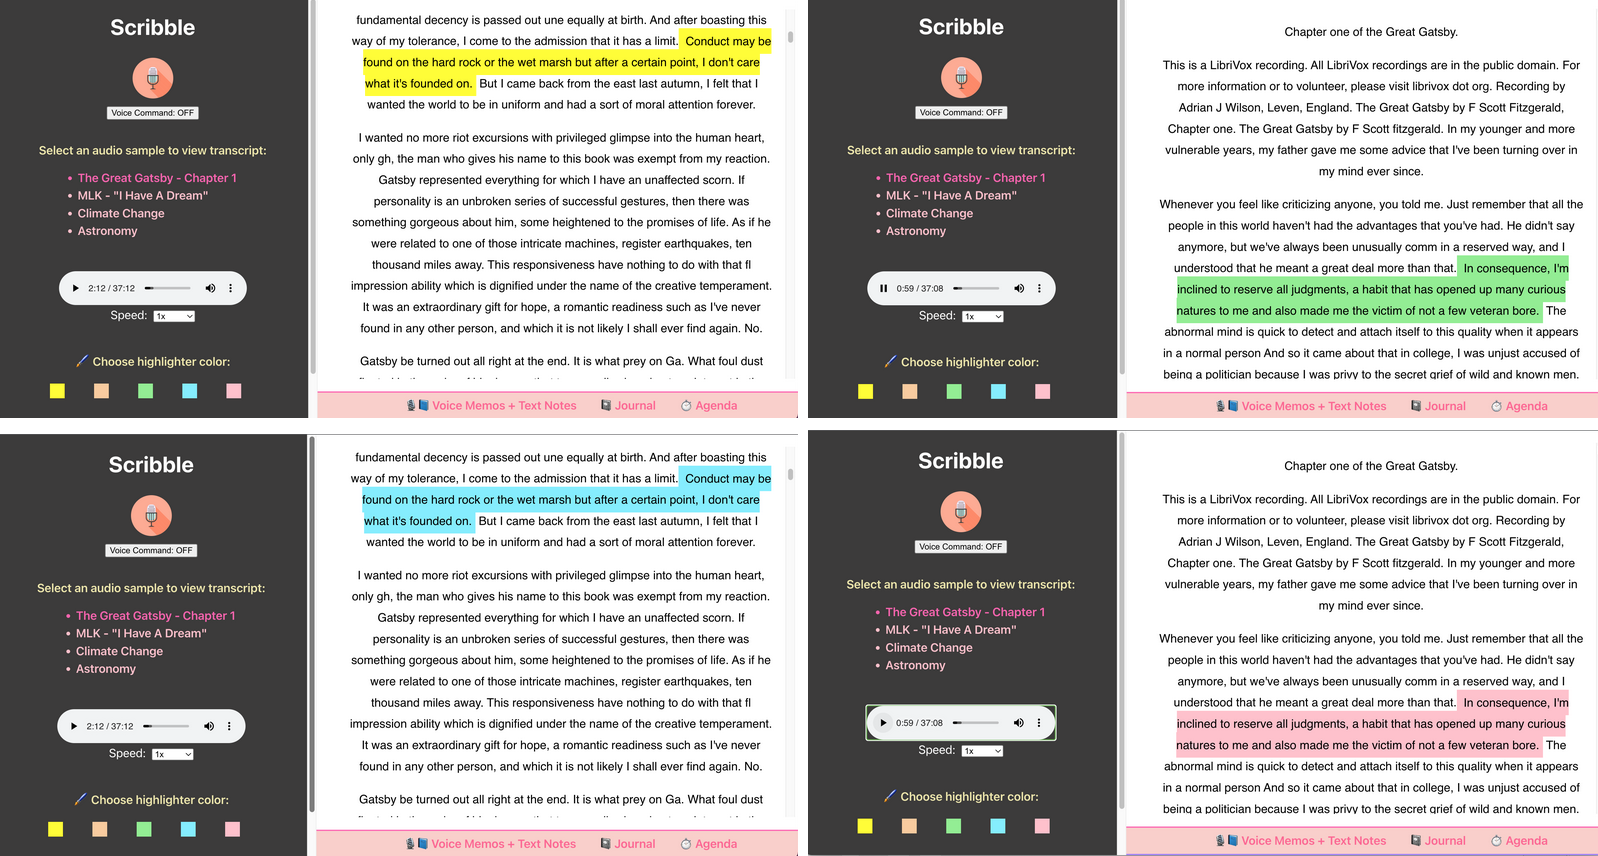 Scribble
Voice Command: OFF
Select an audio sample to view transcript:
The Great Gatsby - Chapter 1
MLK - "I Have A Dream"
Climate Change
Astronomy
2:12 / 37:12
Speed: 1x
Choose highlighter color:
fundamental decency is passed out une equally at birth. And after boasting this
way of my tolerance, I come to the admission that it has a limit. Conduct may be
found on the hard rock or the wet marsh but after a certain point, I don't care
what it's founded on. But I came back from the east last autumn, I felt that I
wanted the world to be in uniform and had a sort of moral attention forever.
I wanted no more riot excursions with privileged glimpse into the human heart,
only gh, the man who gives his name to this book was exempt from my reaction.
Gatsby represented everything for which I have an unaffected scorn. If
personality is an unbroken series of successful gestures, then there was
something gorgeous about him, some heightened to the promises of life. As if he
were related to one of those intricate machines, register earthquakes, ten
thousand miles away. This responsiveness have nothing to do with that fl
impression ability which is dignified under the name of the creative temperament.
It was an extraordinary gift for hope, a romantic readiness such as I've never
found in any other person, and which it is not likely I shall ever find again. No.
Gatsby be turned out all right at the end. It is what prey on Ga. What foul dust
Voice Memos + Text Notes Journal Agenda
Scribble
Voice Command: OFF
Select an audio sample to view transcript:
The Great Gatsby - Chapter 1
MLK - "I Have A Dream"
Climate Change
Astronomy
0:59 / 37:08
Speed: 1x
Choose highlighter color:
Chapter one of the Great Gatsby.
This is a LibriVox recording. All LibriVox recordings are in the public domain. For
more information or to volunteer, please visit librivox dot org. Recording by
Adrian J Wilson, Leven, England. The Great Gatsby by F Scott Fitzgerald,
Chapter one. The Great Gatsby by F Scott fitzgerald. In my younger and more
vulnerable years, my father gave me some advice that I've been turning over in
my mind ever since.
Whenever you feel like criticizing anyone, you told me. Just remember that all the
people in this world haven't had the advantages that you've had. He didn't say
anymore, but we've always been unusually comm in a reserved way, and I
understood that he meant a great deal more than that. In consequence, I'm
inclined to reserve all judgments, a habit that has opened up many curious
natures to me and also made me the victim of not a few veteran bore. The
abnormal mind is quick to detect and attach itself to this quality when it appears
in a normal person And so it came about that in college, I was unjust accused of
being a politician because I was privy to the secret grief of wild and known men.
Voice Memos + Text Notes Journal Agenda
Scribble
Voice Command: OFF
Select an audio sample to view transcript:
The Great Gatsby - Chapter 1
MLK - "I Have A Dream"
Climate Change
Astronomy
2:12 / 37:12
Speed: 1x
Choose highlighter color:
fundamental decency is passed out une equally at birth. And after boasting this
way of my tolerance, I come to the admission that it has a limit. Conduct may be
found on the hard rock or the wet marsh but after a certain point, I don't care
what it's founded on. But I came back from the east last autumn, I felt that I
wanted the world to be in uniform and had a sort of moral attention forever.
I wanted no more riot excursions with privileged glimpse into the human heart,
only gh, the man who gives his name to this book was exempt from my reaction.
Gatsby represented everything for which I have an unaffected scorn. If
personality is an unbroken series of successful gestures, then there was
something gorgeous about him, some heightened to the promises of life. As if he
were related to one of those intricate machines, register earthquakes, ten
thousand miles away. This responsiveness have nothing to do with that fl
impression ability which is dignified under the name of the creative temperament.
It was an extraordinary gift for hope, a romantic readiness such as I've never
found in any other person, and which it is not likely I shall ever find again. No.
Gatsby be turned out all right at the end. It is what prey on Ga. What foul dust
Voice Memos + Text Notes Journal Agenda
Scribble
Voice Command: OFF
Select an audio sample to view transcript:
The Great Gatsby - Chapter 1
MLK - "I Have A Dream"
Climate Change
Astronomy
0:59 / 37:08
Speed: 1x
Choose highlighter color:
Chapter one of the Great Gatsby.
This is a LibriVox recording. All LibriVox recordings are in the public domain. For
more information or to volunteer, please visit librivox dot org. Recording by
Adrian J Wilson, Leven, England. The Great Gatsby by F Scott Fitzgerald,
Chapter one. The Great Gatsby by F Scott fitzgerald. In my younger and more
vulnerable years, my father gave me some advice that I've been turning over in
my mind ever since.
Whenever you feel like criticizing anyone, you told me. Just remember that all the
people in this world haven't had the advantages that you've had. He didn't say
anymore, but we've always been unusually comm in a reserved way, and I
understood that he meant a great deal more than that. In consequence, I'm
inclined to reserve all judgments, a habit that has opened up many curious
natures to me and also made me the victim of not a few veteran bore. The
abnormal mind is quick to detect and attach itself to this quality when it appears
in a normal person And so it came about that in college, I was unjust accused of
being a politician because I was privy to the secret grief of wild and known men.
Voice Memos + Text Notes Journal Agenda